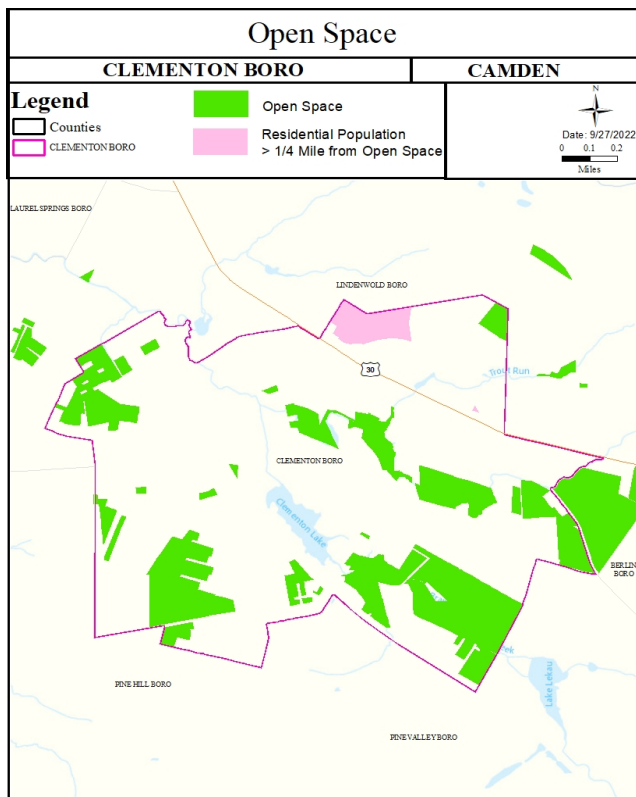 Open Space
CLEMENTON BORO
CAMDEN
Legend
Counties
CLEMENTON BORO
Open Space
Residential Population
> 1/4 Mile from Open Space
N
Date: 9/27/2022
0 0.1 0.2
Miles
LAUREL SPRINGS BORO
LINDENWOLD BORO
30
Trout Run
CLEMENTON BORO
Clementon Lake
BERLIN
BORO
PINE HILL BORO
Lake Lekau
PINE VALLEY BORO